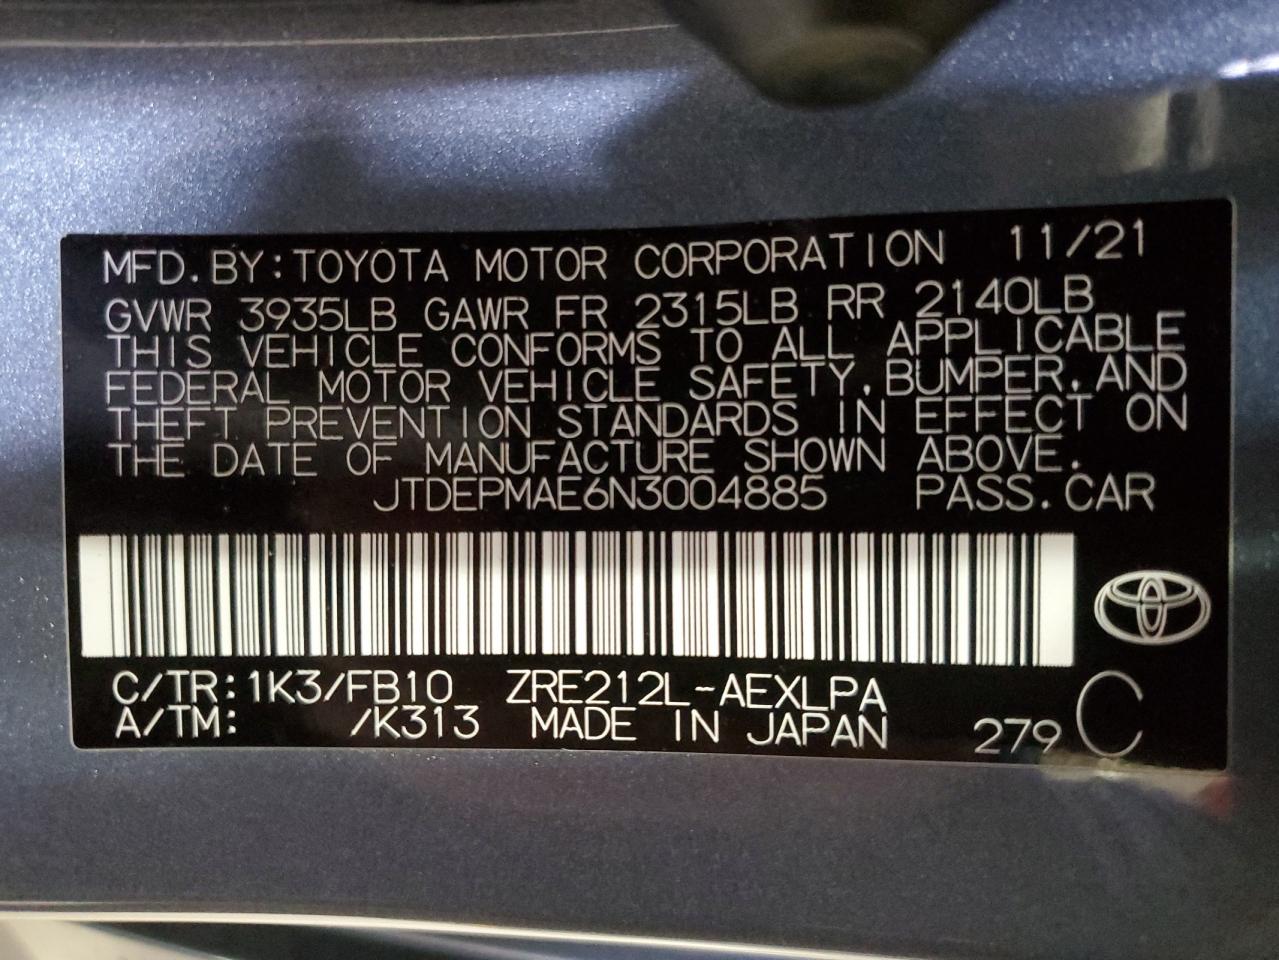 MFD.BY:TOYOTA MOTOR CORPORATION 11/21
GVWR 3935LB GAWR FR 2315LB RR 2140LB
THIS VEHICLE CONFORMS TO ALL APPLICABLE
FEDERAL MOTOR VEHICLE SAFETY,BUMPER,AND
THEFT PREVENTION STANDARDS IN EFFECT ON
THE DATE OF MANUFACTURE SHOWN ABOVE.
JTDEPMAE6N3004885 PASS.CAR
C/TR:1K3/FB10 ZRE212L-AEXLPA
A/TM: /K313 MADE IN JAPAN 279 C